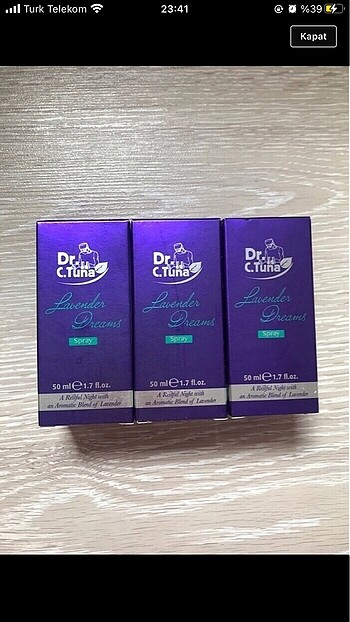 Turk Telekom
23:41
%39
Kapat
Dr.
C.Tuna
Lavender
Dreams
Spray
50 ml ℮ 1.7 fl.oz.
A Restful Night with
an Aromatic Blend of Lavender
Dr.
C.Tuna
Lavender
Dreams
Spray
50 ml ℮ 1.7 fl.oz.
A Restful Night with
an Aromatic Blend of Lavender
Dr.
C.Tuna
Lavender
Dreams
Spray
50 ml ℮ 1.7 fl.oz.
A Restful Night with
an Aromatic Blend of Lavender